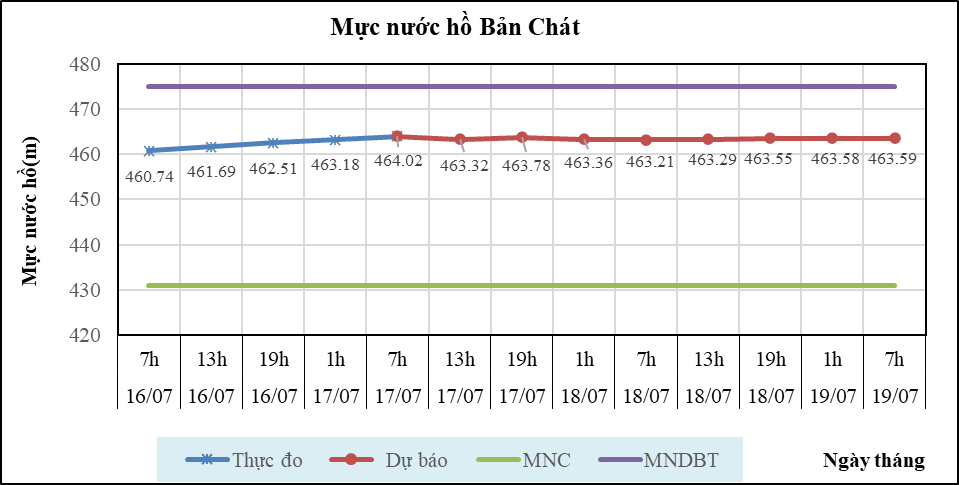 Mực nước hồ Bản Chát
Mực nước hồ(m)
480
470
460
450
440
430
420
460.74 461.69 462.51 463.18 464.02 463.32 463.78 463.36 463.21 463.29 463.55 463.58 463.59
7h 13h 19h 1h 7h 13h 19h 1h 7h 13h 19h 1h 7h
16/07 16/07 16/07 17/07 17/07 17/07 17/07 18/07 18/07 18/07 18/07 19/07 19/07
Thực đo Dự báo MNC MNDBT Ngày tháng